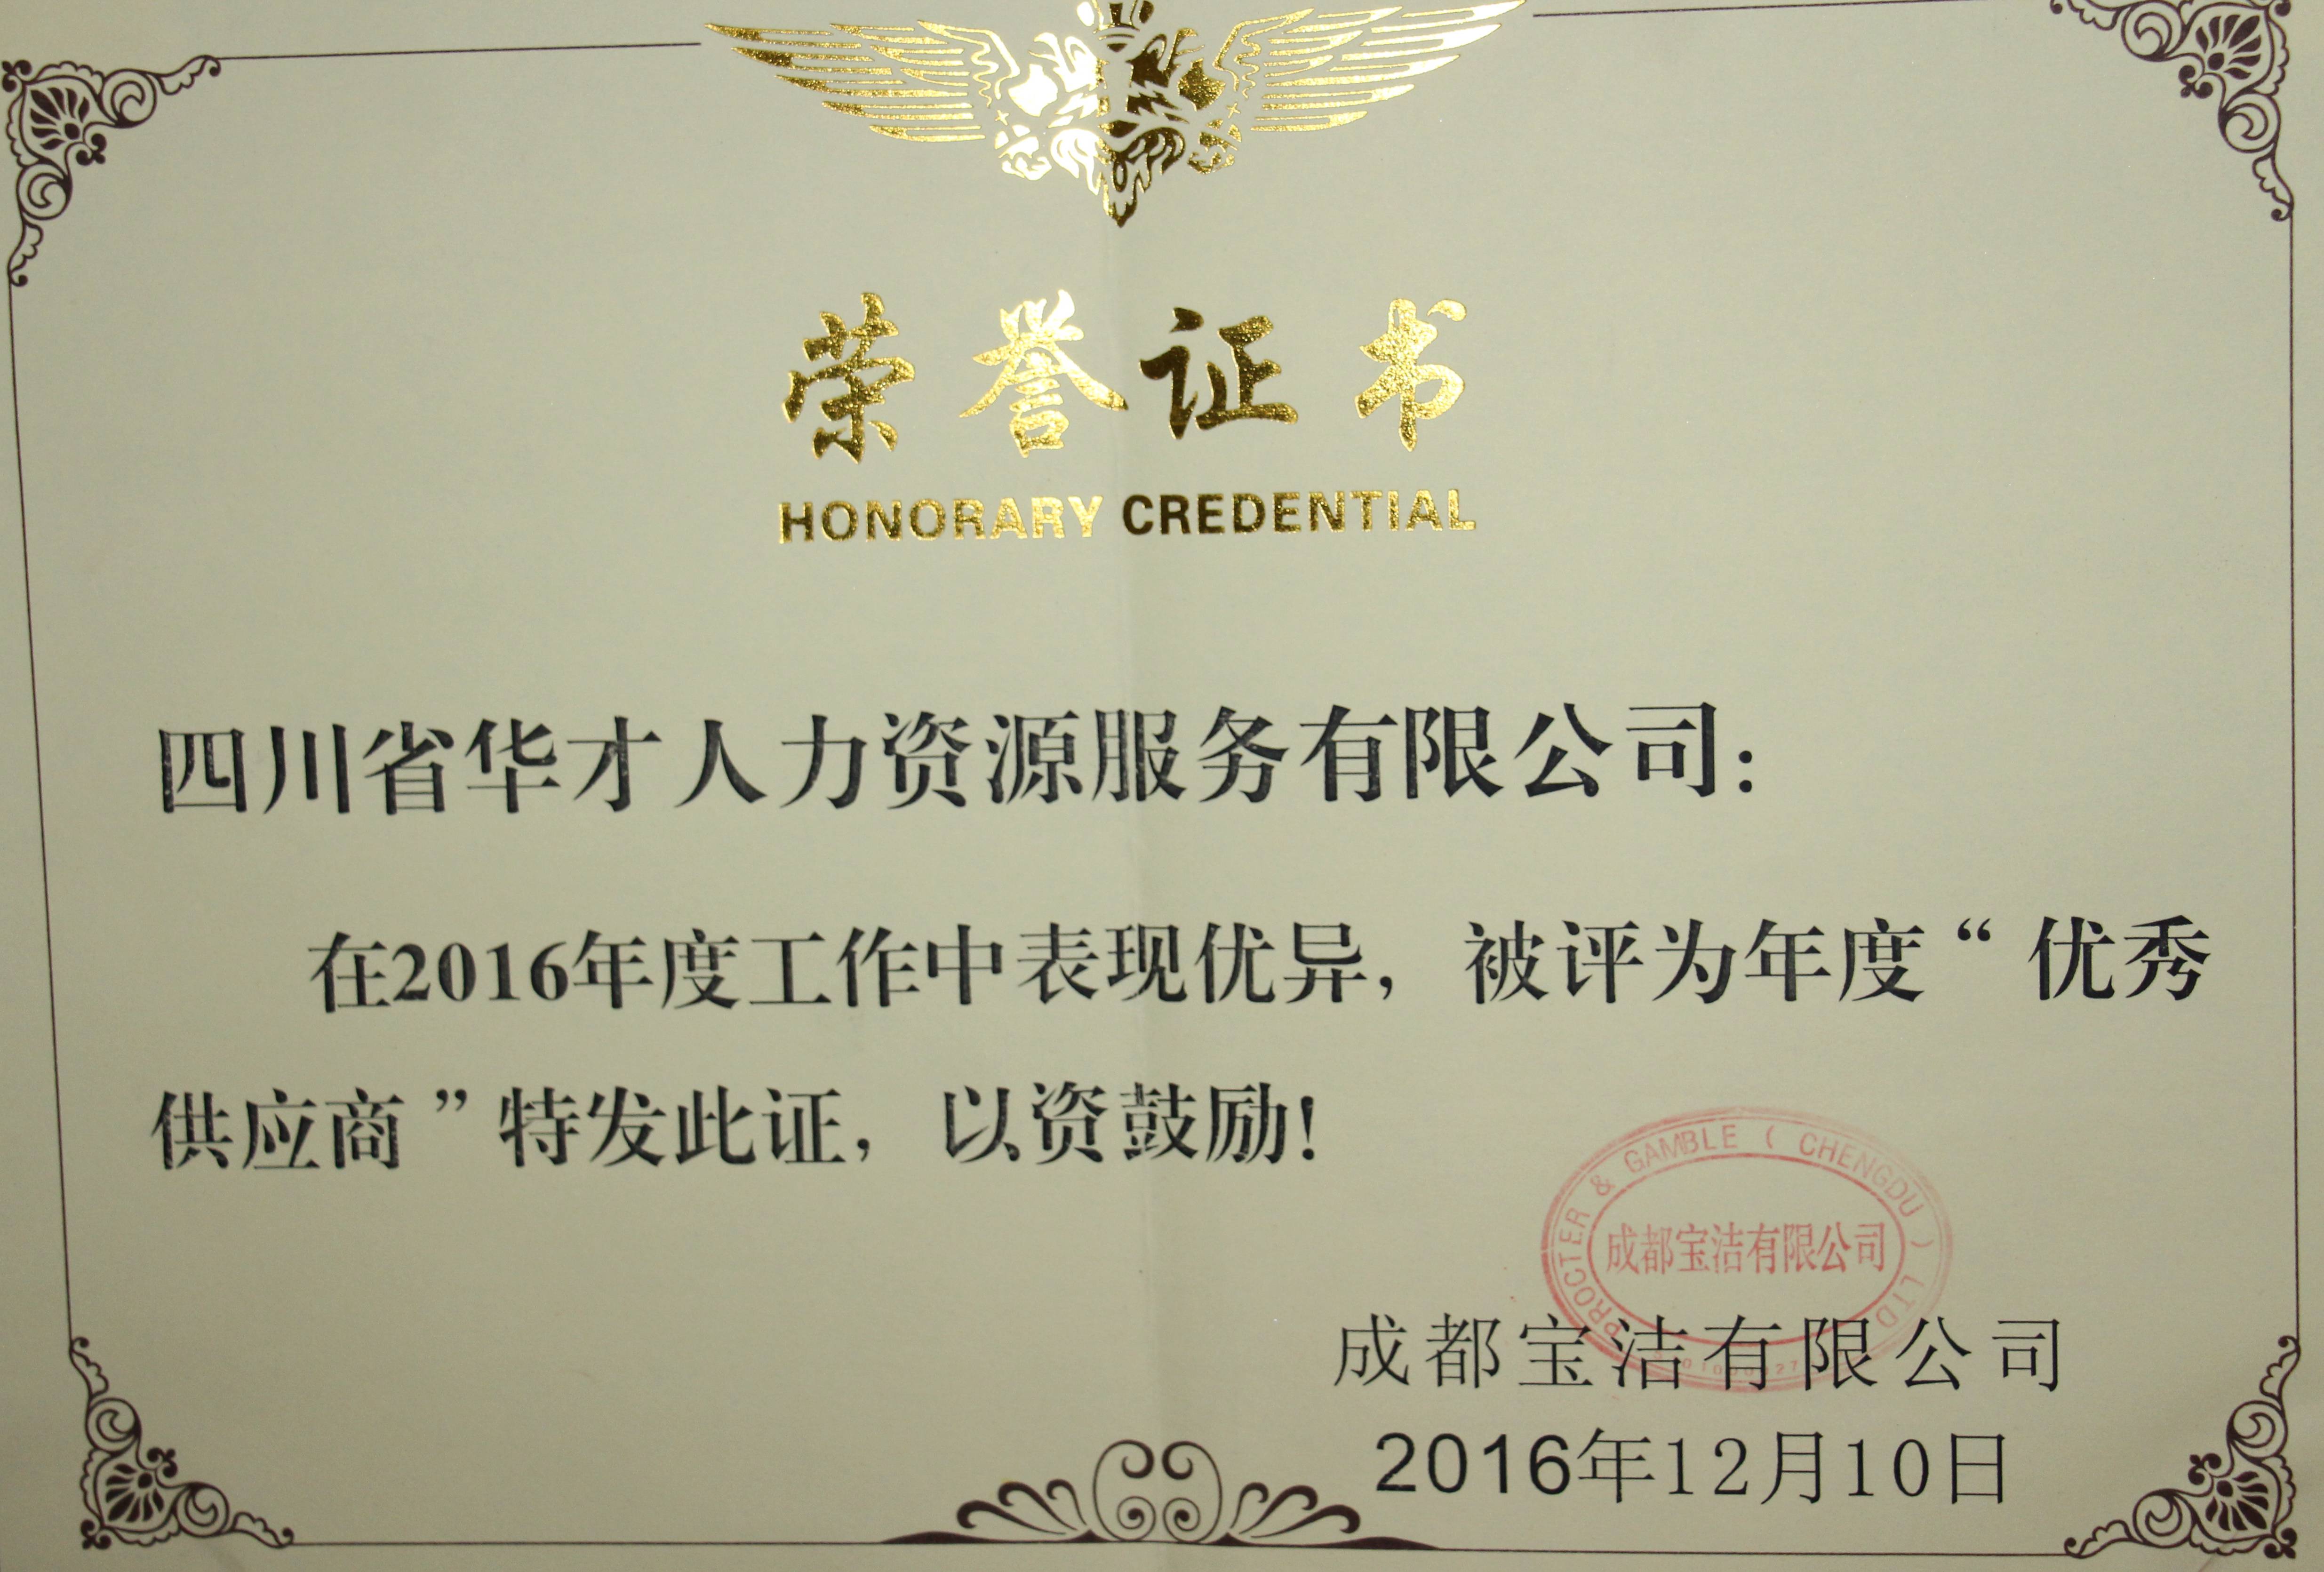 荣誉证书
HONORARY CREDENTIAL
四川省华才人力资源服务有限公司:
在2016年度工作中表现优异，被评为年度“优秀
供应商”特发此证，以资鼓励!
PROCTER & GAMBLE ( CHENGDU ) LTD
成都宝洁有限公司
成都宝洁有限公司
2016年12月10日